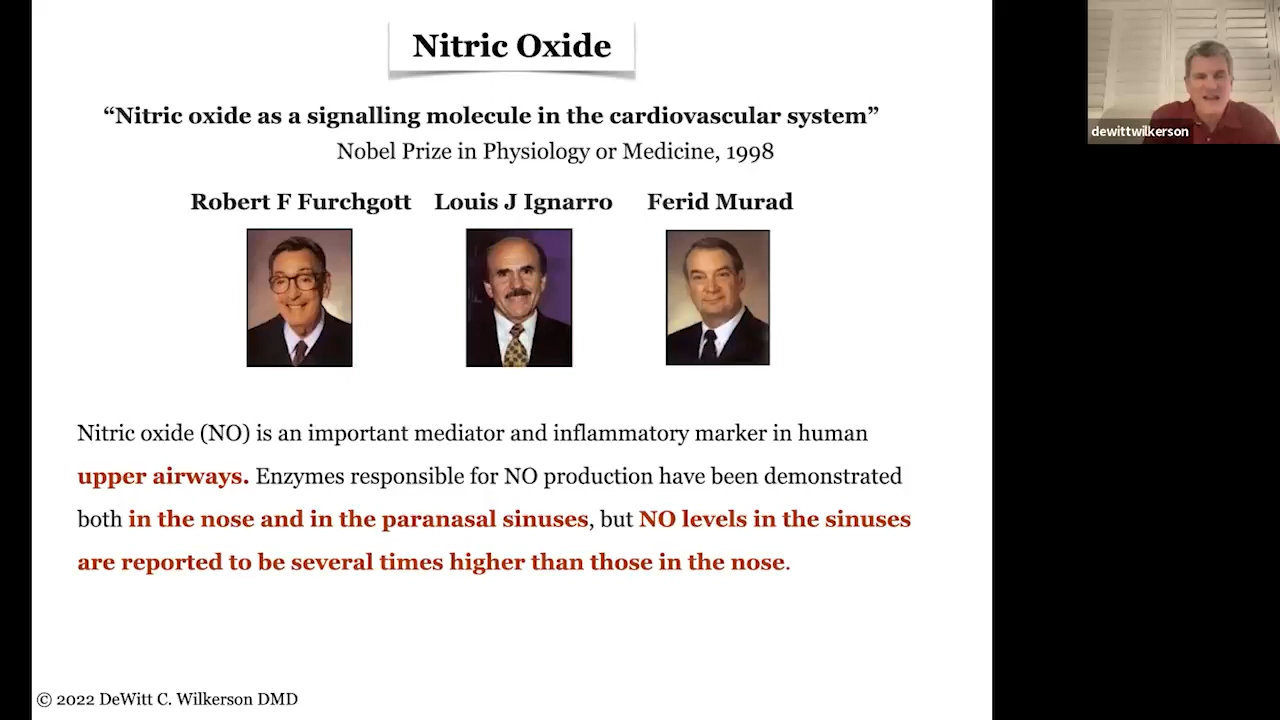 Nitric Oxide
“Nitric oxide as a signalling molecule in the cardiovascular system”
Nobel Prize in Physiology or Medicine, 1998
Robert F Furchgott Louis J Ignarro Ferid Murad
Nitric oxide (NO) is an important mediator and inflammatory marker in human
upper airways. Enzymes responsible for NO production have been demonstrated
both in the nose and in the paranasal sinuses, but NO levels in the sinuses
are reported to be several times higher than those in the nose.
© 2022 DeWitt C. Wilkerson DMD
dewittwilkerson